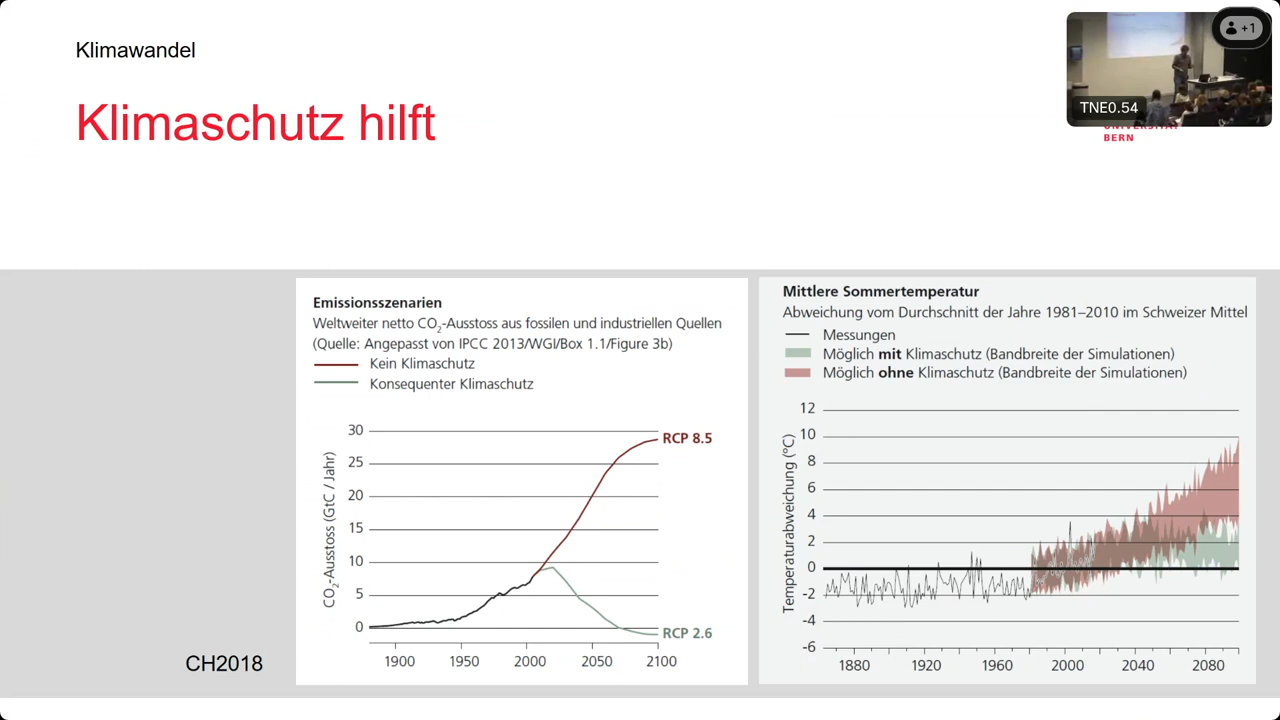 Klimawandel
Klimaschutz hilft
+1
TNE0.54
UNIVERSITÄT
BERN
Emissionsszenarien
Weltweiter netto CO₂-Ausstoss aus fossilen und industriellen Quellen
(Quelle: Angepasst von IPCC 2013/WGI/Box 1.1/Figure 3b)
Kein Klimaschutz
Konsequenter Klimaschutz
CO₂-Ausstoss (GtC / Jahr)
30
25
20
15
10
5
0
RCP 8.5
RCP 2.6
1900 1950 2000 2050 2100
Mittlere Sommertemperatur
Abweichung vom Durchschnitt der Jahre 1981–2010 im Schweizer Mittel
Messungen
Möglich mit Klimaschutz (Bandbreite der Simulationen)
Möglich ohne Klimaschutz (Bandbreite der Simulationen)
Temperaturabweichung (°C)
12
10
8
6
4
2
0
-2
-4
-6
1880 1920 1960 2000 2040 2080
CH2018